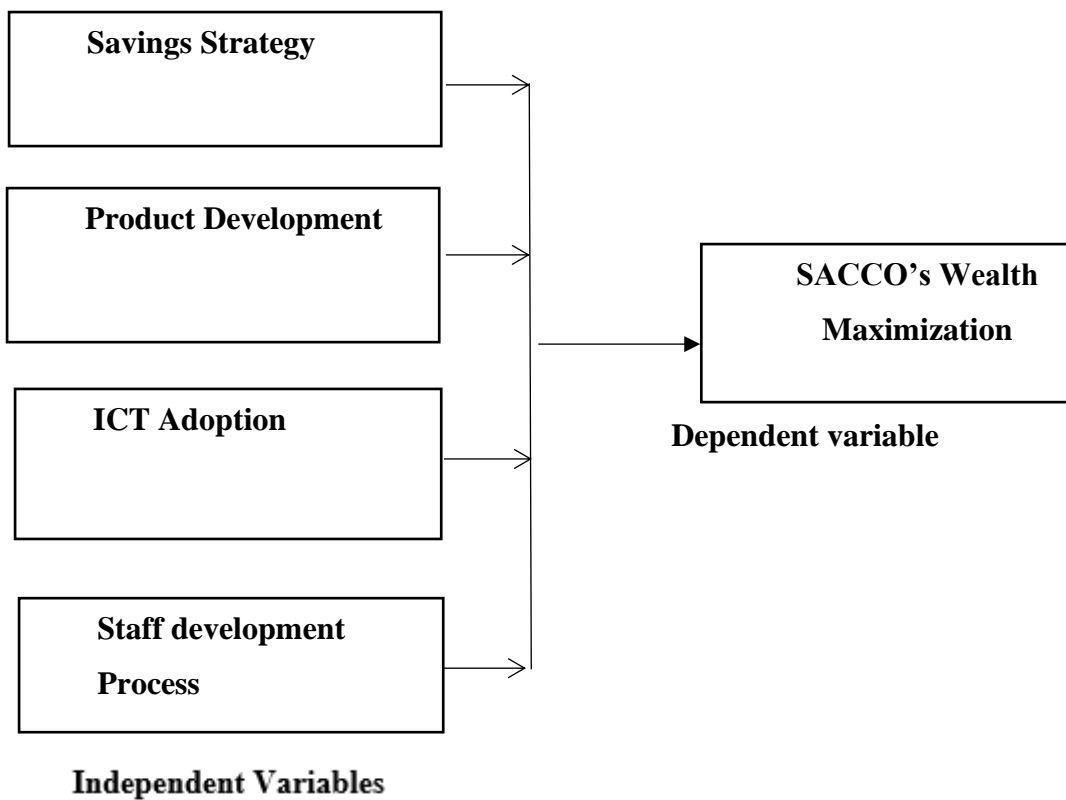 Savings Strategy
Product Development
SACCO’s Wealth
Maximization
ICT Adoption
Dependent variable
Staff development
Process
Independent Variables